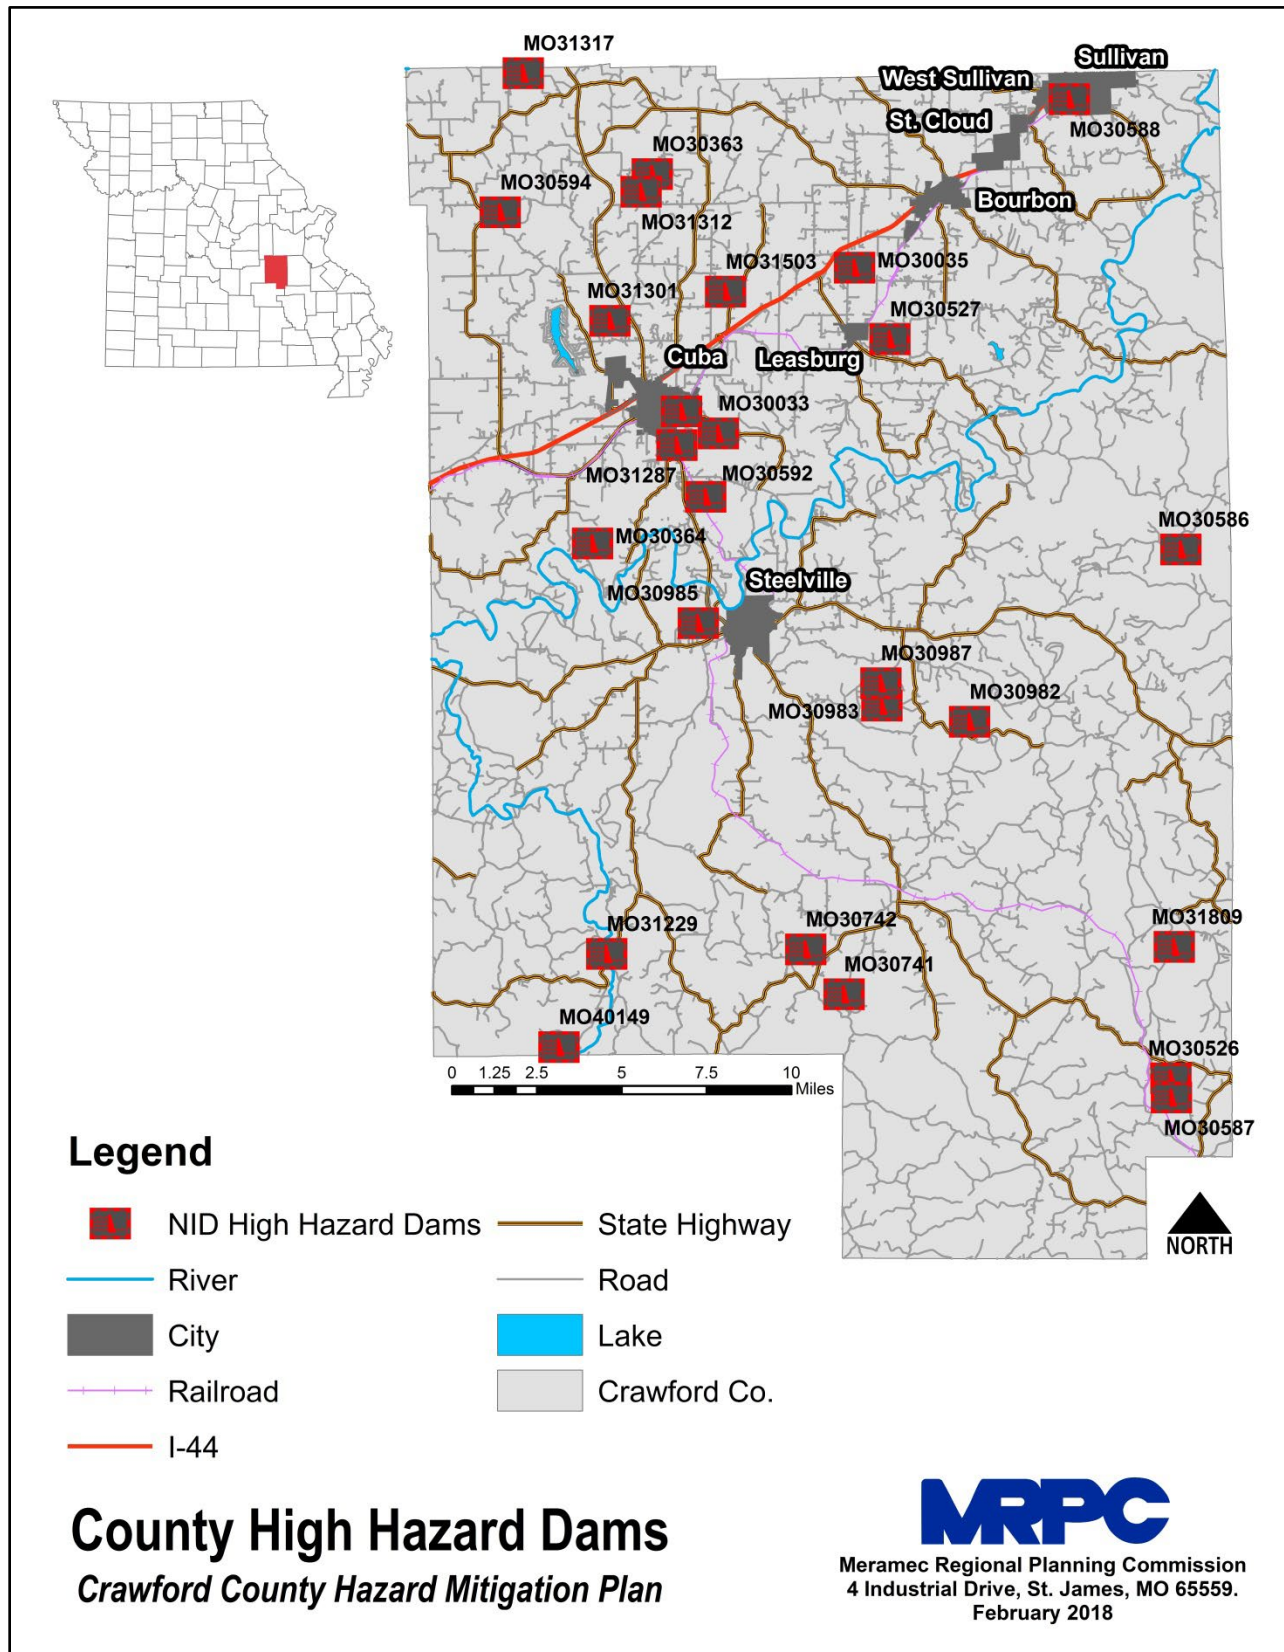 MO31317
Sullivan
West Sullivan
St. Cloud
MO30588
MO30363
MO30594
Bourbon
MO31312
MO31503
MO30035
MO31301
MO30527
Cuba
Leasburg
MO30033
MO31287
MO30592
MO30586
MO30364
Steelville
MO30985
MO30987
MO30982
MO30983
MO31229
MO30742
MO31809
MO30741
MO40149
MO30526
0 1.25 2.5 5 7.5 10
Miles
MO30587
Legend
NID High Hazard Dams
State Highway
River
Road
City
Lake
Railroad
Crawford Co.
I-44
NORTH
County High Hazard Dams
Crawford County Hazard Mitigation Plan
MRPC
Meramec Regional Planning Commission
4 Industrial Drive, St. James, MO 65559.
February 2018